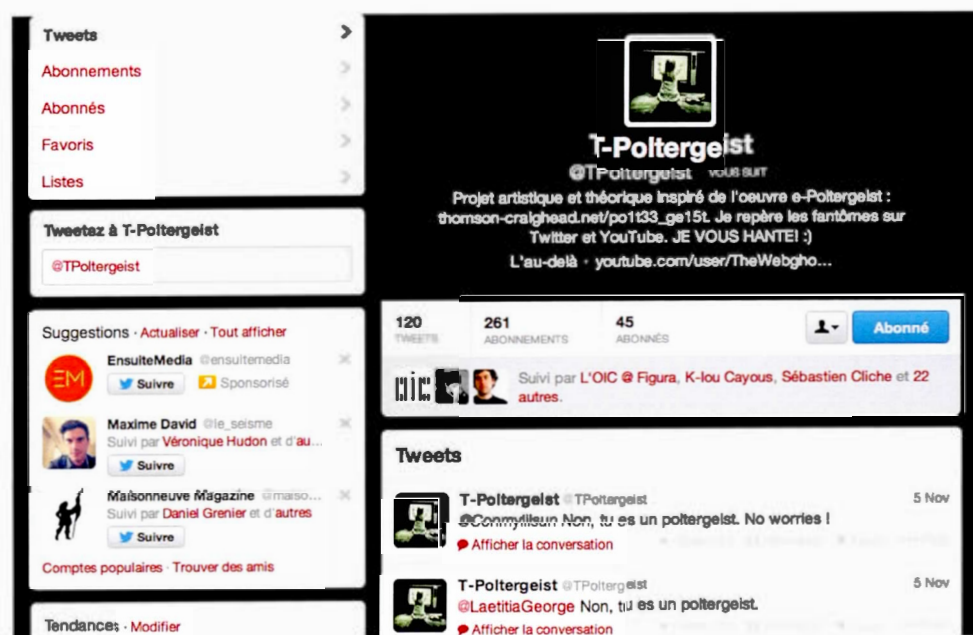 Tweets
Abonnements
Abonnés
Favoris
Listes
Tweetez à T-Poltergeist
@TPoltergeist
Suggestions · Actualiser · Tout afficher
EnsuiteMedia @ensuitemedia
Suivre Sponsorisé
Maxime David @le_seisme
Suivi par Véronique Hudon et d'au...
Suivre
Maisonneuve Magazine @maiso...
Suivi par Daniel Grenier et d'autres
Suivre
Comptes populaires · Trouver des amis
Tendances · Modifier
T-Poltergeist
@TPoltergeist VOUS SUIT
Projet artistique et théorique inspiré de l'oeuvre e-Poltergeist :
thomson-craighead.net/po1t33_ge15t. Je repère les fantômes sur
Twitter et YouTube. JE VOUS HANTE! :)
L'au-delà · youtube.com/user/TheWebgho...
120 261 45
TWEETS ABONNEMENTS ABONNÉS
Abonné
EM
oic
Suivi par L'OIC @ Figura, K-lou Cayous, Sébastien Cliche et 22
autres.
Tweets
T-Poltergeist @TPoltergeist 5 Nov
Non, tu es un poltergeist. No worries !
Afficher la conversation
T-Poltergeist @TPoltergeist 5 Nov
@LaetitiaGeorge Non, tu es un poltergeist.
Afficher la conversation